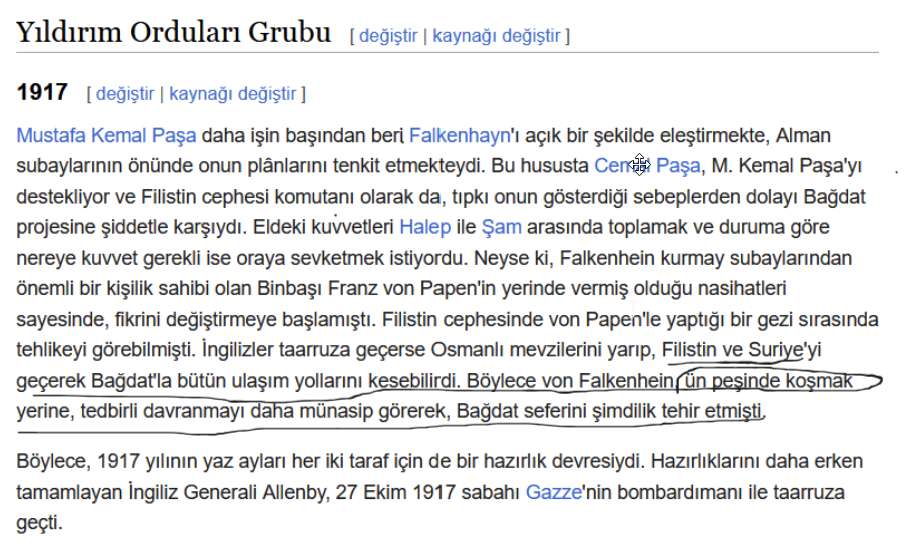 Yıldırım Orduları Grubu [ değiştir | kaynağı değiştir ]
1917 [ değiştir | kaynağı değiştir ]
Mustafa Kemal Paşa daha işin başından beri Falkenhayn'ı açık bir şekilde eleştirmekte, Alman
subaylarının önünde onun plânlarını tenkit etmekteydi. Bu hususta Cemal Paşa, M. Kemal Paşa'yı
destekliyor ve Filistin cephesi komutanı olarak da, tıpkı onun gösterdiği sebeplerden dolayı Bağdat
projesine şiddetle karşıydı. Eldeki kuvvetleri Halep ile Şam arasında toplamak ve duruma göre
nereye kuvvet gerekli ise oraya sevketmek istiyordu. Neyse ki, Falkenhein kurmay subaylarından
önemli bir kişilik sahibi olan Binbaşı Franz von Papen'in yerinde vermiş olduğu nasihatleri
sayesinde, fikrini değiştirmeye başlamıştı. Filistin cephesinde von Papen'le yaptığı bir gezi sırasında
tehlikeyi görebilmişti. İngilizler taarruza geçerse Osmanlı mevzilerini yarıp, Filistin ve Suriye'yi
geçerek Bağdat'la bütün ulaşım yollarını kesebilirdi. Böylece von Falkenhein, ün peşinde koşmak
yerine, tedbirli davranmayı daha münasip görerek, Bağdat seferini şimdilik tehir etmişti.
Böylece, 1917 yılının yaz ayları her iki taraf için de bir hazırlık devresiydi. Hazırlıklarını daha erken
tamamlayan İngiliz Generali Allenby, 27 Ekim 1917 sabahı Gazze'nin bombardımanı ile taarruza
geçti.